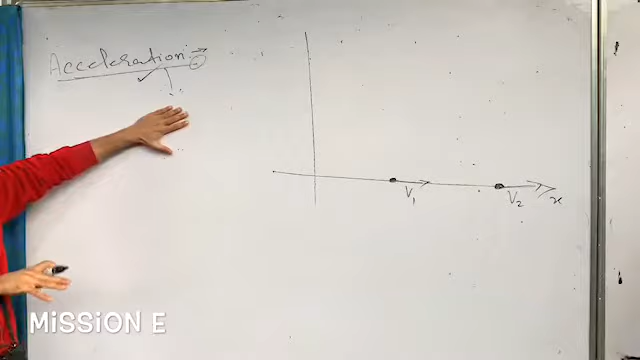 Acceleration :→
V₁
V₂
x
MiSSiON E